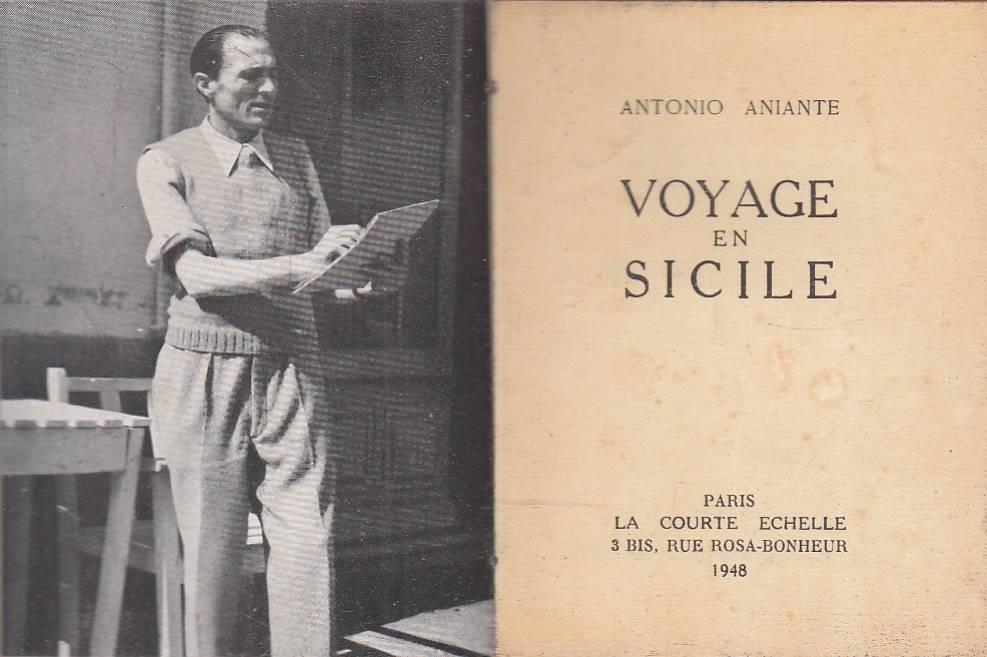 ANTONIO ANIANTE
VOYAGE
EN
SICILE
PARIS
LA COURTE ECHELLE
3 BIS, RUE ROSA-BONHEUR
1948